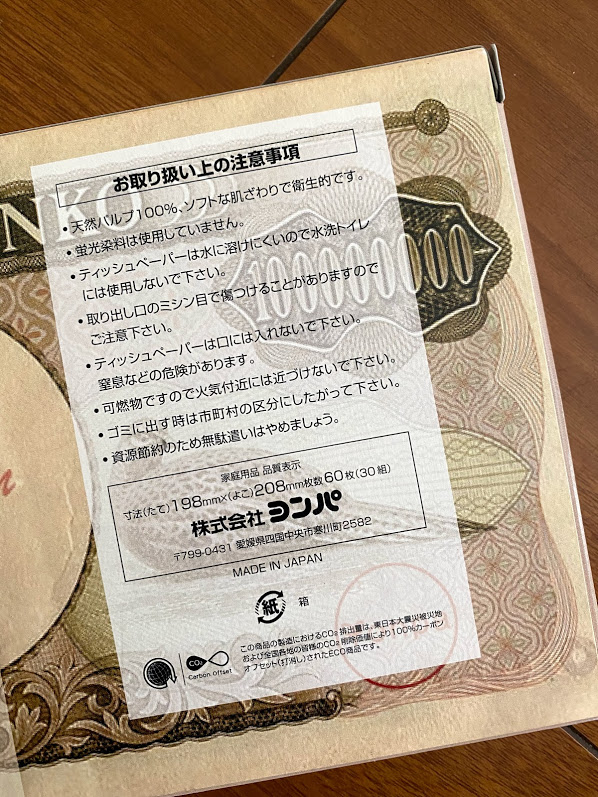 お取り扱い上の注意事項
• 天然パルプ100%、ソフトな肌ざわりで衛生的です。
• 蛍光染料は使用していません。
• ティッシュペーパーは水に溶けにくいので水洗トイレ
には使用しないで下さい。
• 取り出し口のミシン目で傷つけることがありますので
ご注意下さい。
• ティッシュペーパーは口には入れないで下さい。
窒息などの危険があります。
• 可燃物ですので火気付近には近づけないで下さい。
• ゴミに出す時は市町村の区分にしたがって下さい。
• 資源節約のため無駄遣いはやめましょう。
家庭用品 品質表示
寸法(たて)198mm×(よこ)208mm枚数60枚(30組)
株式会社 ヨンパ
〒799-0431 愛媛県四国中央市寒川町2582
MADE IN JAPAN
紙 箱
CO₂
Carbon Offset
この商品の製造におけるCO₂排出量は、東日本大震災被災地
および全国各地の皆様のCO₂削除価値により100%カーボン
オフセット(打消し)されたECO商品です。
NKO
1000000000